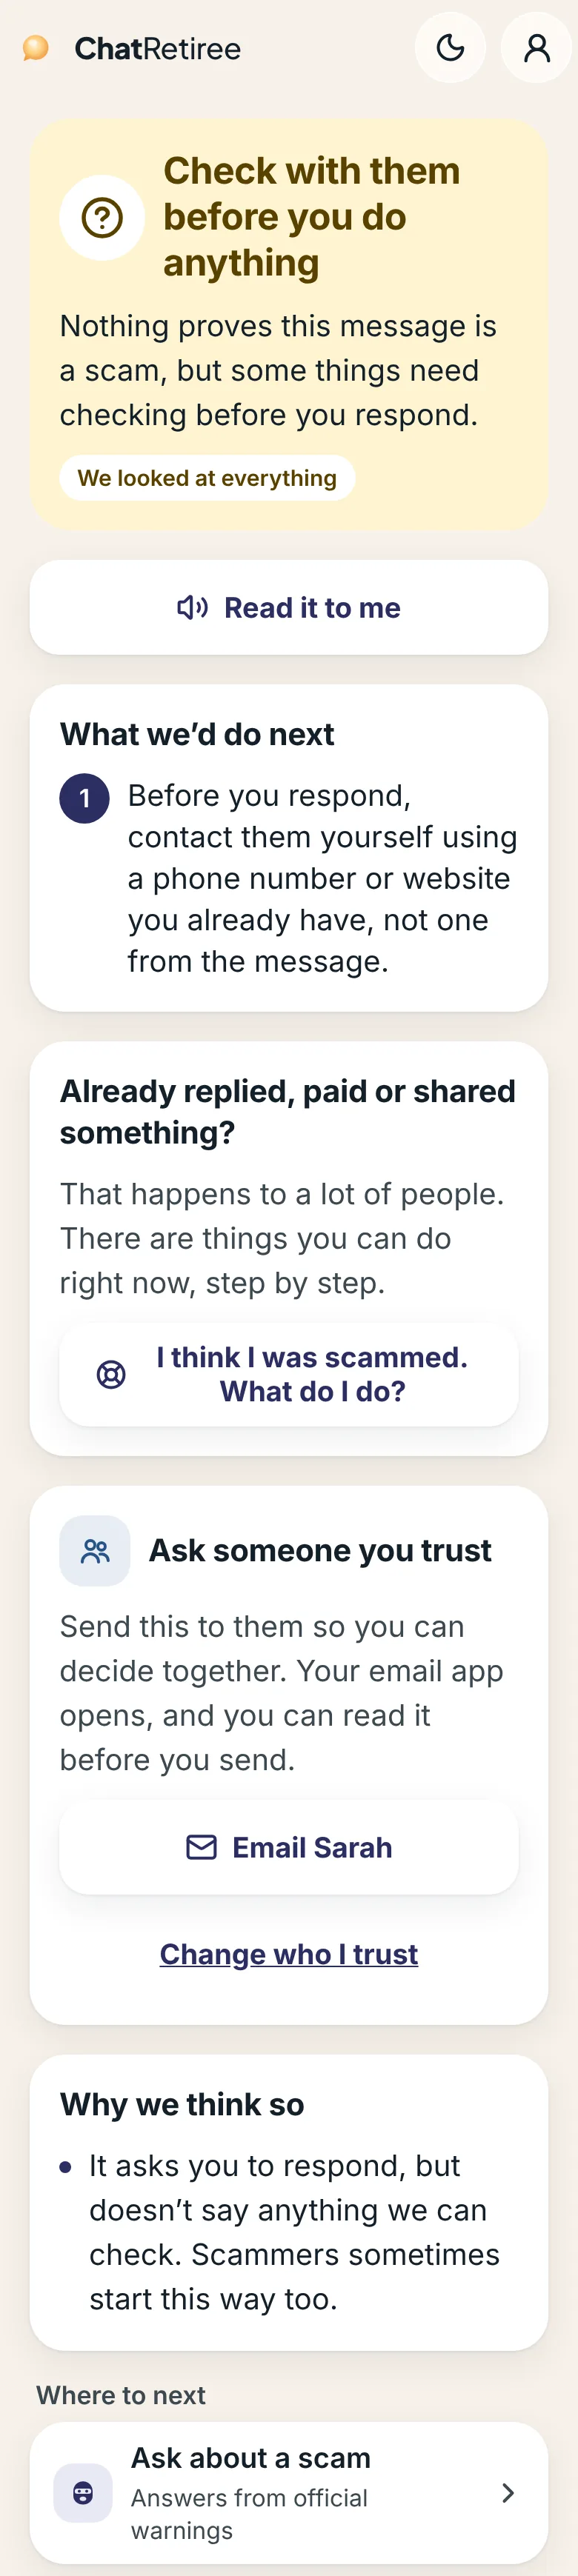 ChatRetiree
Check with them
before you do
anything
Nothing proves this message is
a scam, but some things need
checking before you respond.
We looked at everything
Read it to me
What we’d do next
1
Before you respond,
contact them yourself using
a phone number or website
you already have, not one
from the message.
Already replied, paid or shared
something?
That happens to a lot of people.
There are things you can do
right now, step by step.
I think I was scammed.
What do I do?
Ask someone you trust
Send this to them so you can
decide together. Your email app
opens, and you can read it
before you send.
Email Sarah
Change who I trust
Why we think so
It asks you to respond, but
doesn’t say anything we can
check. Scammers sometimes
start this way too.
Where to next
Ask about a scam
Answers from official
warnings